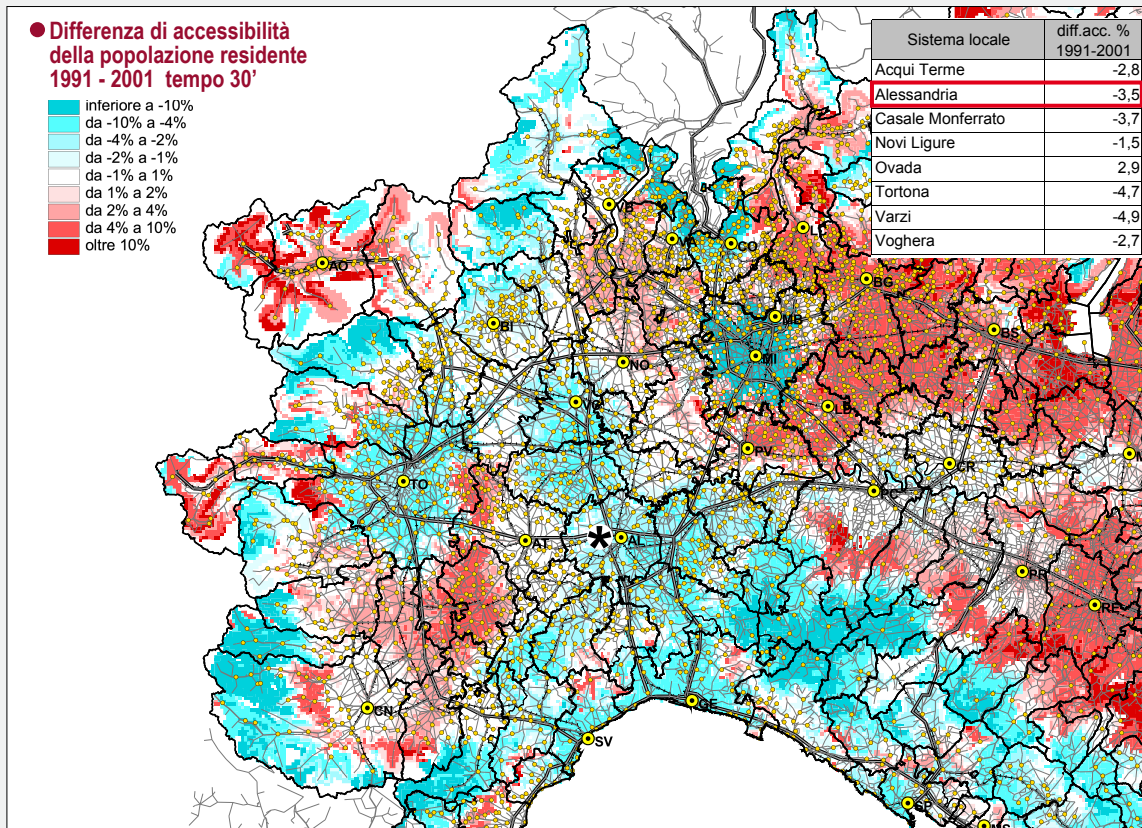 Differenza di accessibilità
della popolazione residente
1991 - 2001 tempo 30’
inferiore a -10%
da -10% a -4%
da -4% a -2%
da -2% a -1%
da -1% a 1%
da 1% a 2%
da 2% a 4%
da 4% a 10%
oltre 10%
Sistema locale diff.acc. % 1991-2001
Acqui Terme -2,8
Alessandria -3,5
Casale Monferrato -3,7
Novi Ligure -1,5
Ovada 2,9
Tortona -4,7
Varzi -4,9
Voghera -2,7
VB
VA
CO
LC
AO
BG
BI
MB
BS
MI
NO
VC
LO
PV
CR
M
TO
PC
AT
*
AL
PR
RE
CN
GE
SV
SP
MS